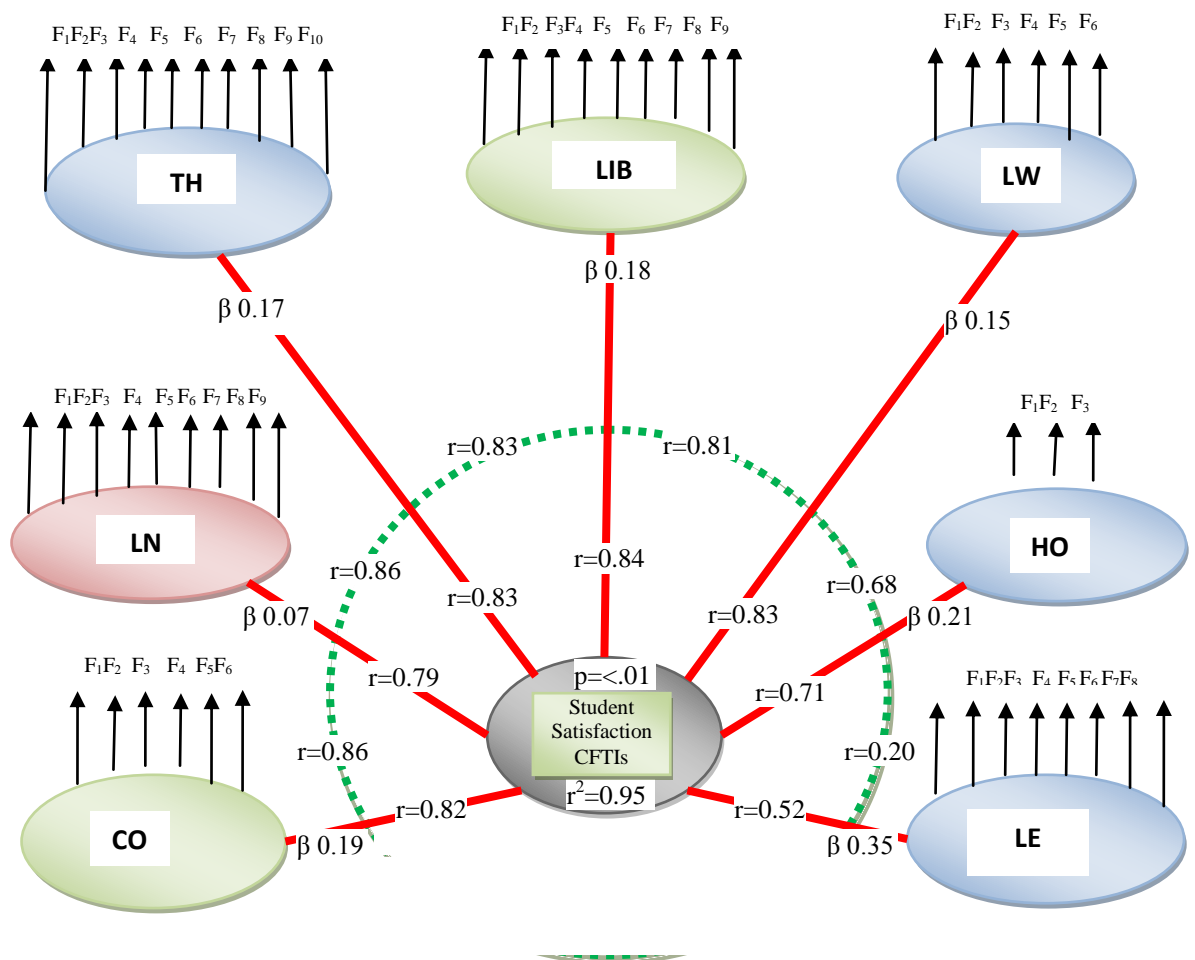 F₁F₂F₃ F₄ F₅ F₆ F₇ F₈ F₉ F₁₀
F₁F₂ F₃F₄ F₅ F₆ F₇ F₈ F₉
F₁F₂ F₃ F₄ F₅ F₆
TH
LIB
LW
β 0.17
β 0.18
β 0.15
F₁F₂F₃ F₄ F₅ F₆ F₇ F₈ F₉
F₁F₂ F₃
r=0.83
r=0.81
LN
HO
r=0.86
r=0.84
r=0.68
β 0.07
r=0.83
r=0.83
β 0.21
F₁F₂ F₃ F₄ F₅F₆
r=0.79
p=<.01
r=0.71
F₁F₂F₃ F₄ F₅ F₆ F₇F₈
Student
Satisfaction
CFTIs
r=0.86
r=0.20
r²=0.95
CO
r=0.82
r=0.52
LE
β 0.19
β 0.35